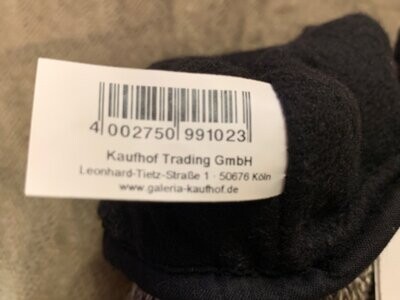 4 002750 991023
Kaufhof Trading GmbH
Leonhard-Tietz-Straße 1 · 50676 Köln
www.galeria-kaufhof.de